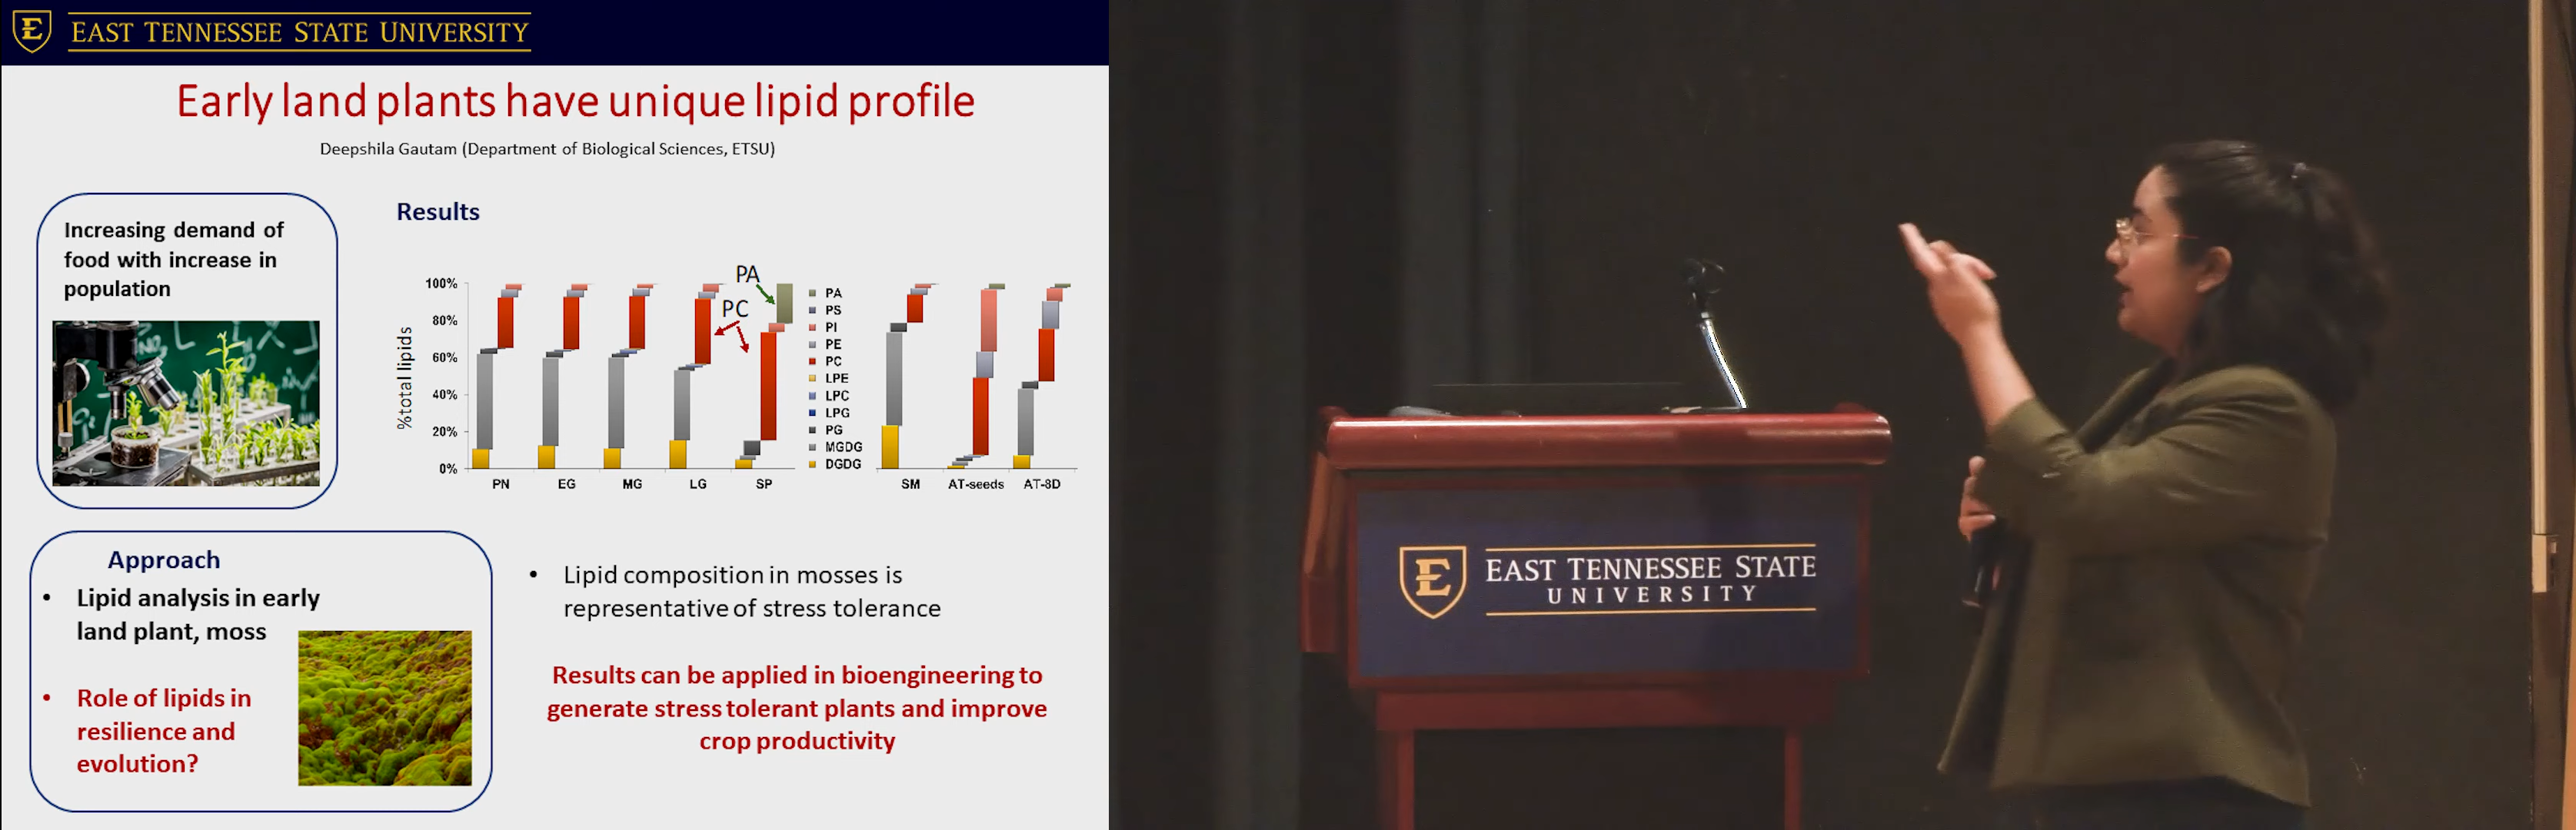 EAST TENNESSEE STATE UNIVERSITY
Early land plants have unique lipid profile
Deepshila Gautam (Department of Biological Sciences, ETSU)
Increasing demand of
food with increase in
population
Results
%total lipids
100%
80%
60%
40%
20%
0%
PA
PC
PN
EG
MG
LG
SP
PA
PS
PI
PE
PC
LPE
LPC
LPG
PG
MGDG
DGDG
SM
AT-seeds
AT-8D
Approach
• Lipid analysis in early
land plant, moss
• Role of lipids in
resilience and
evolution?
• Lipid composition in mosses is
representative of stress tolerance
Results can be applied in bioengineering to
generate stress tolerant plants and improve
crop productivity
EAST TENNESSEE STATE
UNIVERSITY